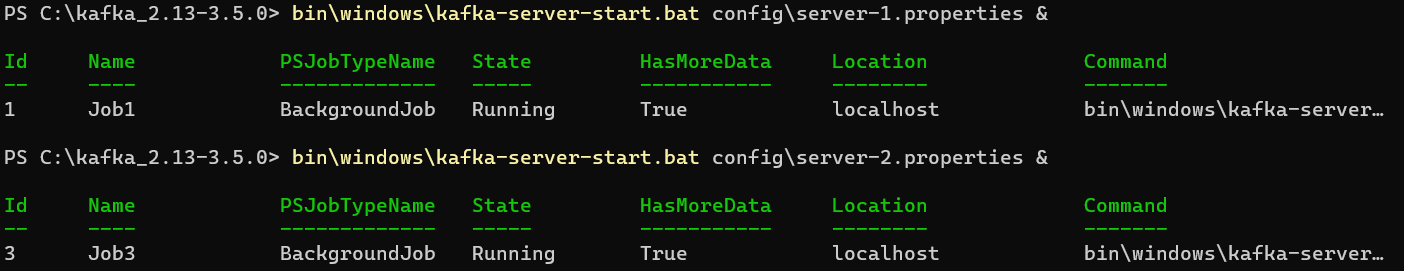 PS C:\kafka_2.13-3.5.0> bin\windows\kafka-server-start.bat config\server-1.properties &
Id     Name            PSJobTypeName   State         HasMoreData     Location             Command
--     ----            -------------   -----         -----------     --------             -------
1      Job1            BackgroundJob   Running       True            localhost            bin\windows\kafka-server…
PS C:\kafka_2.13-3.5.0> bin\windows\kafka-server-start.bat config\server-2.properties &
Id     Name            PSJobTypeName   State         HasMoreData     Location             Command
--     ----            -------------   -----         -----------     --------             -------
3      Job3            BackgroundJob   Running       True            localhost            bin\windows\kafka-server…